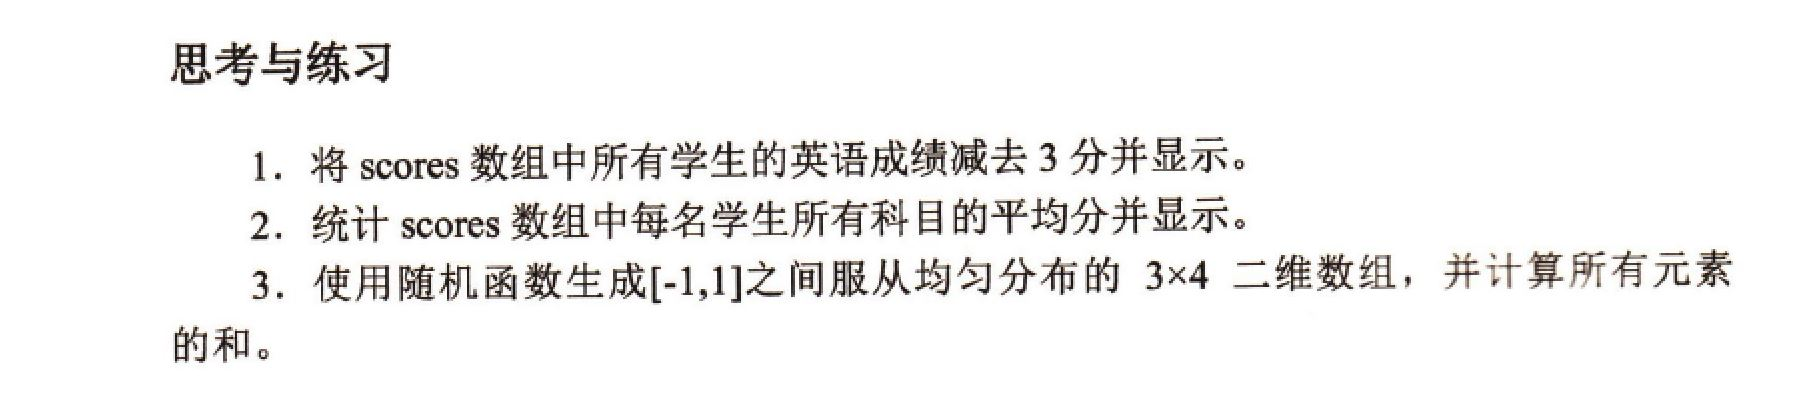 思考与练习
1. 将 scores 数组中所有学生的英语成绩减去 3 分并显示。
2. 统计 scores 数组中每名学生所有科目的平均分并显示。
3. 使用随机函数生成[-1,1]之间服从均匀分布的 3×4 二维数组，并计算所有元素
的和。